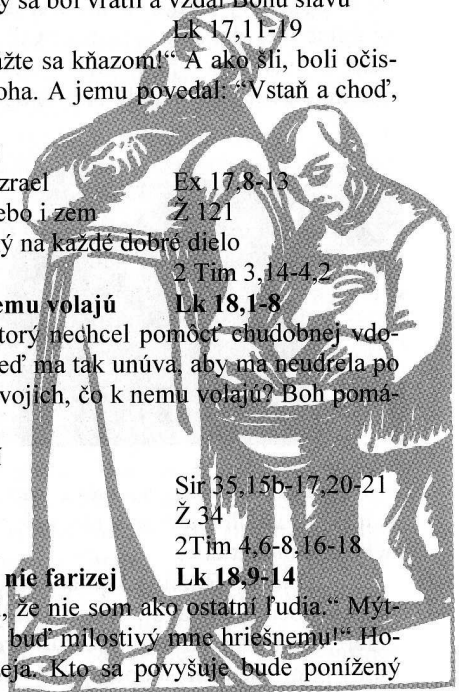 sa bol vrátil a vzdal Bohu slávu
Lk 17,11-19
žte sa kňazom!“ A ako šli, boli očis-
oha. A jemu povedal: “Vstaň a choď,
zrael Ex 17,8-13
ebo i zem Ž 121
ý na každé dobré dielo
2 Tim 3,14-4,2
emu volajú Lk 18,1-8
torý nechcel pomôcť chudobnej vdo-
eď ma tak unúva, aby ma neudrela po
vojich, čo k nemu volajú? Boh pomá-
Sir 35,15b-17,20-21
Ž 34
2Tim 4,6-8,16-18
nie farizej Lk 18,9-14
, že nie som ako ostatní ľudia.“ Mýt-
buď milostivý mne hriešnemu!“ Ho-
eja. Kto sa povyšuje bude ponížený